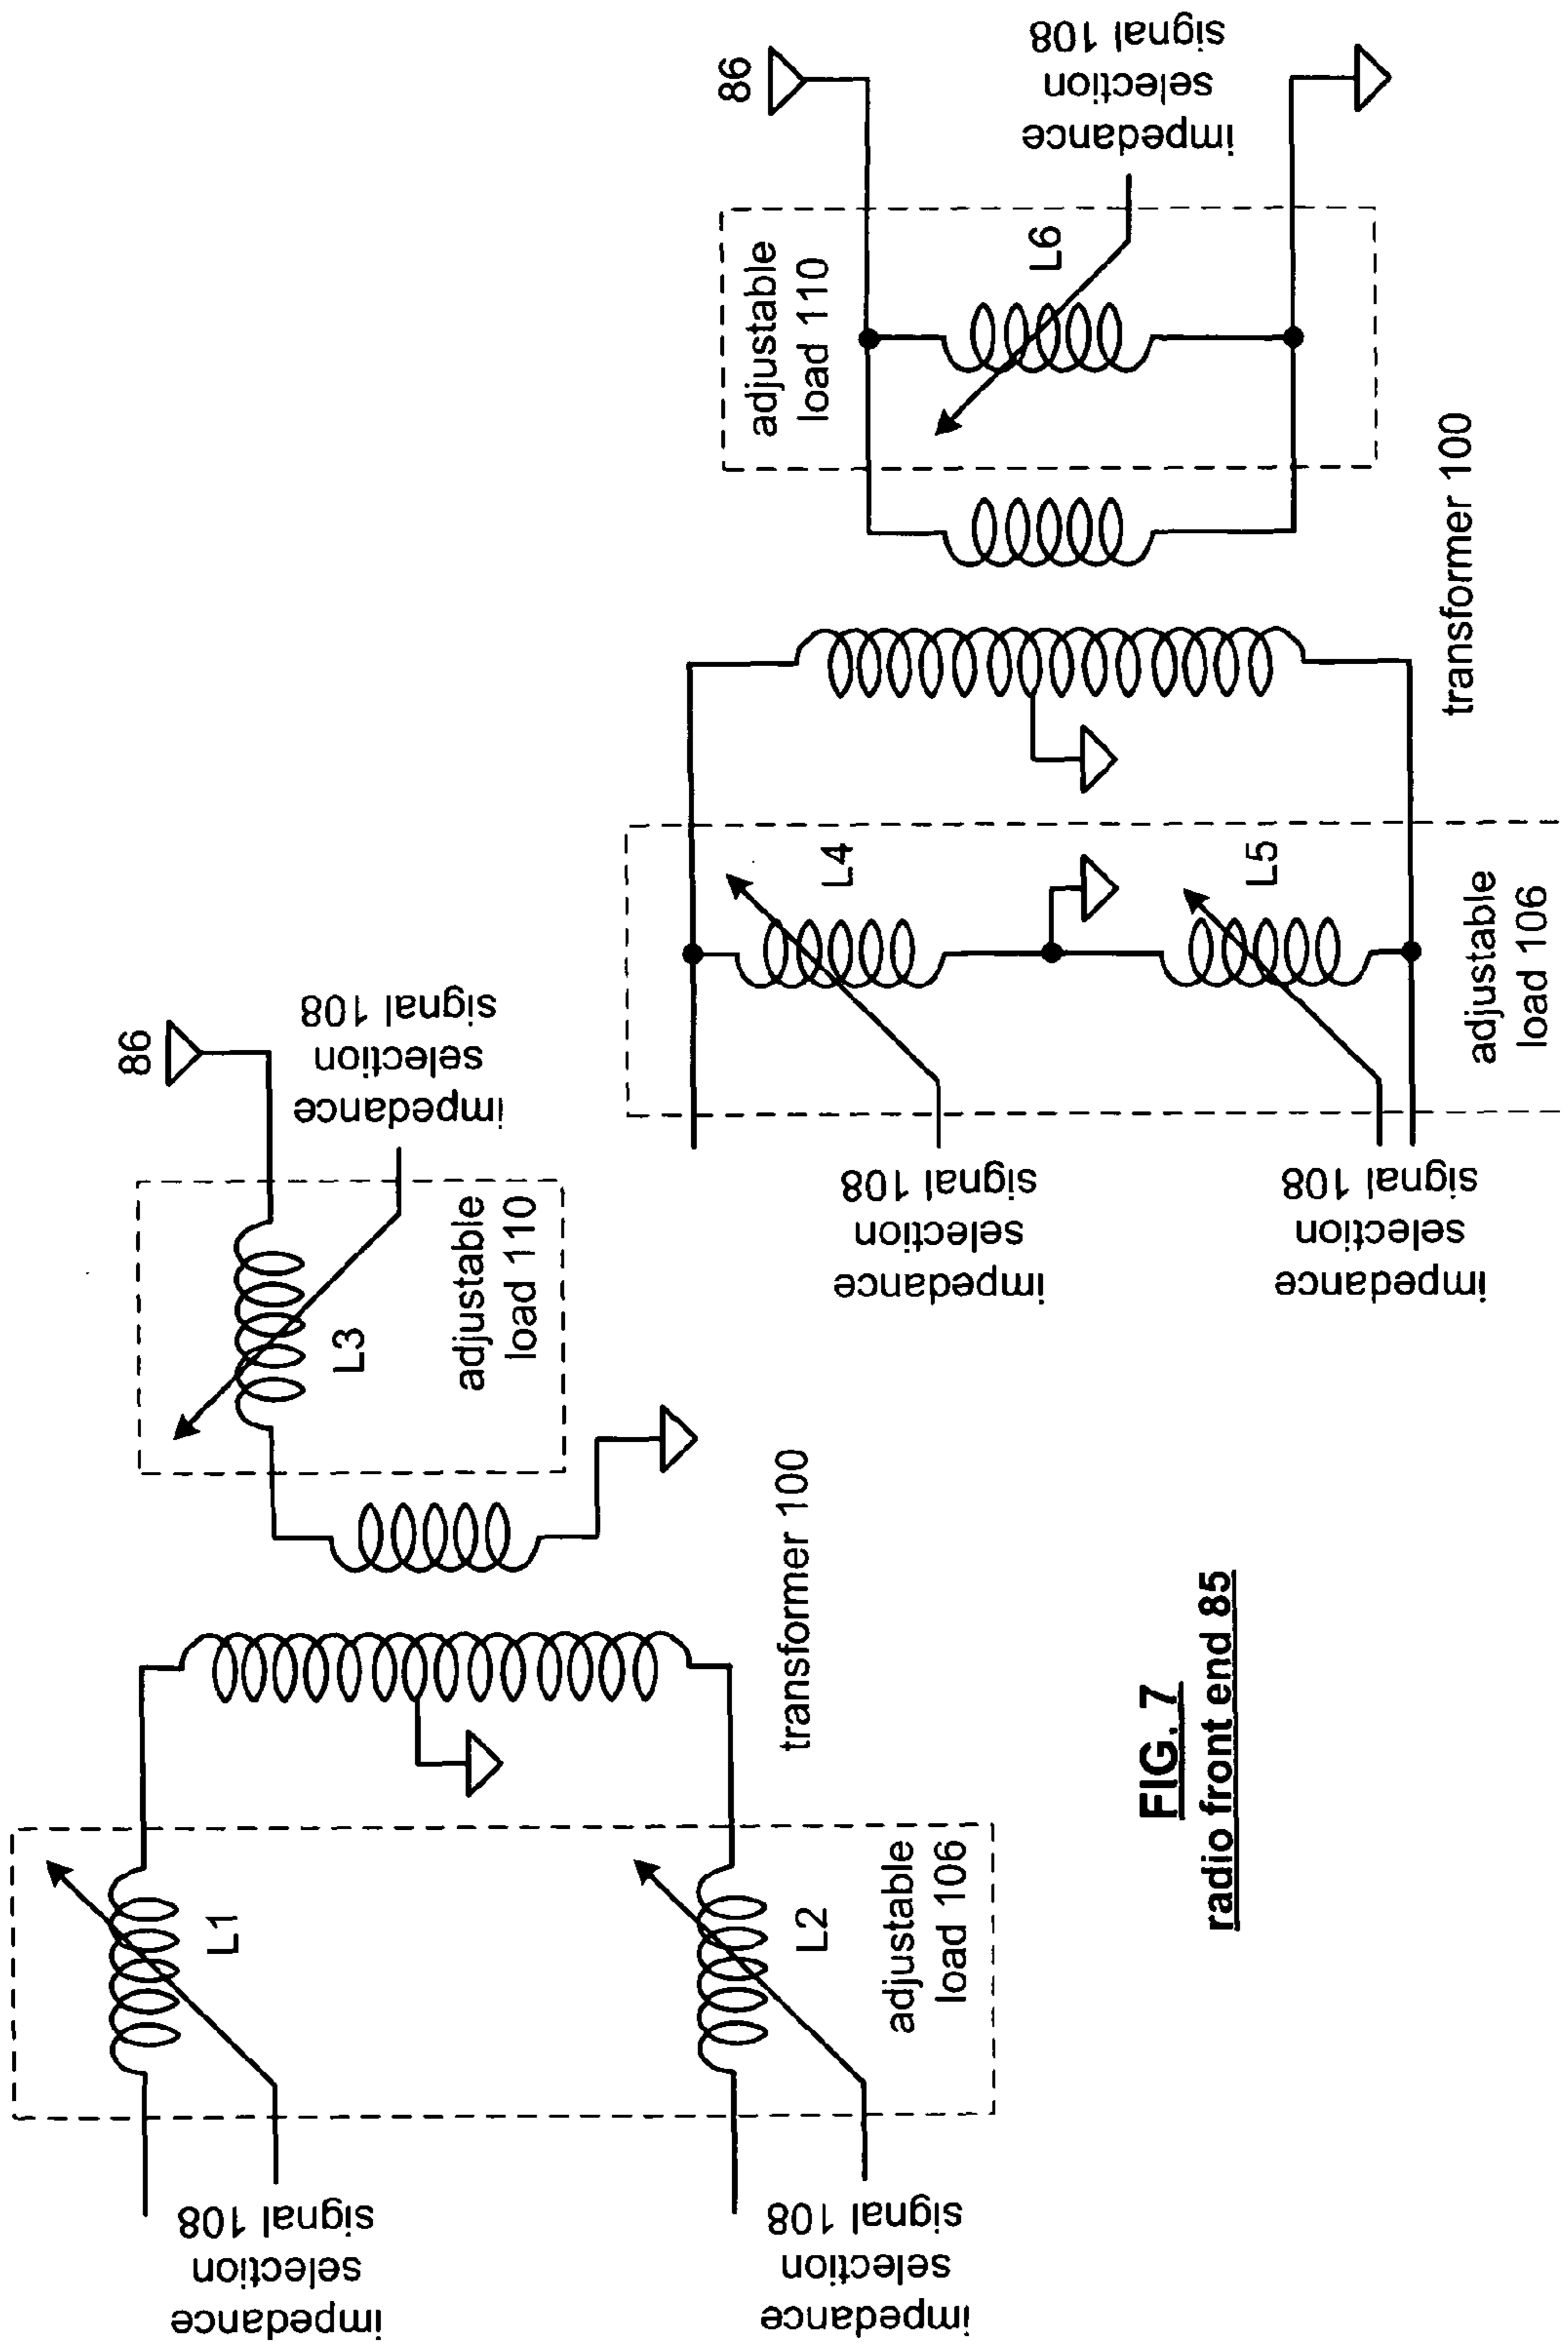 86
impedance
selection
signal 108
adjustable
load 110
L6
transformer 100
L4
L5
adjustable
load 106
impedance
selection
signal 108
impedance
selection
signal 108
86
impedance
selection
signal 108
L3
adjustable
load 110
transformer 100
L1
L2
adjustable
load 106
impedance
selection
signal 108
impedance
selection
signal 108
FIG. 7
radio front end 85